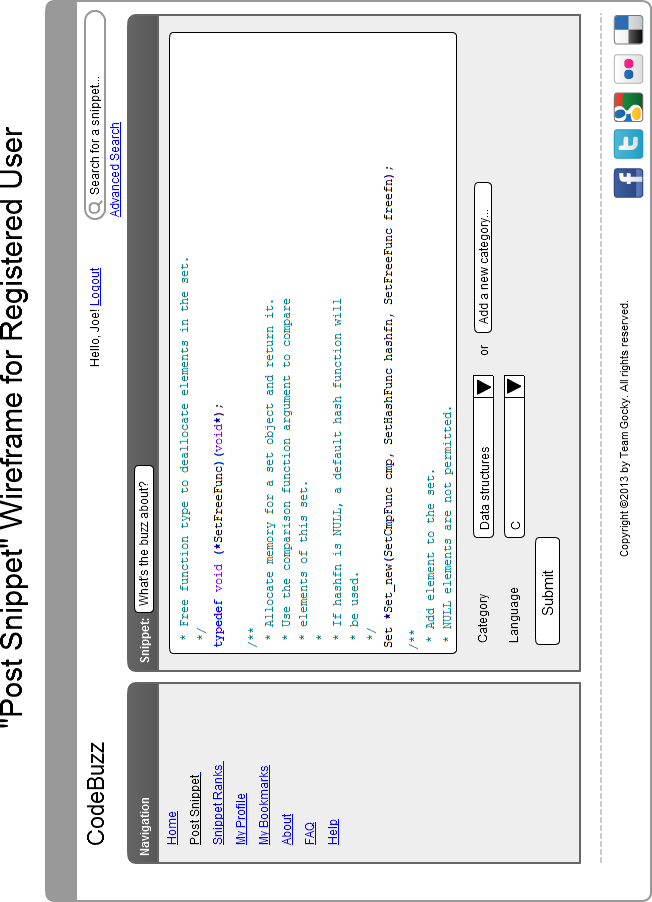 "Post Snippet" Wireframe for Registered User
CodeBuzz
Hello, Joe! Logout
Search for a snippet...
Advanced Search
Navigation
Home
Post Snippet
Snippet Ranks
My Profile
My Bookmarks
About
FAQ
Help
Snippet: What's the buzz about?
* Free function type to deallocate elements in the set.
*/
typedef void (*SetFreeFunc)(void*);
/**
* Allocate memory for a set object and return it.
* Use the comparison function argument to compare
* elements of this set.
*
* If hashfn is NULL, a default hash function will
* be used.
*/
Set *Set_new(SetCmpFunc cmp, SetHashFunc hashfn, SetFreeFunc freefn);
/**
* Add element to the set.
* NULL elements are not permitted.
Category Data structures or Add a new category...
Language C
Submit
Copyright ©2013 by Team Gocky. All rights reserved.